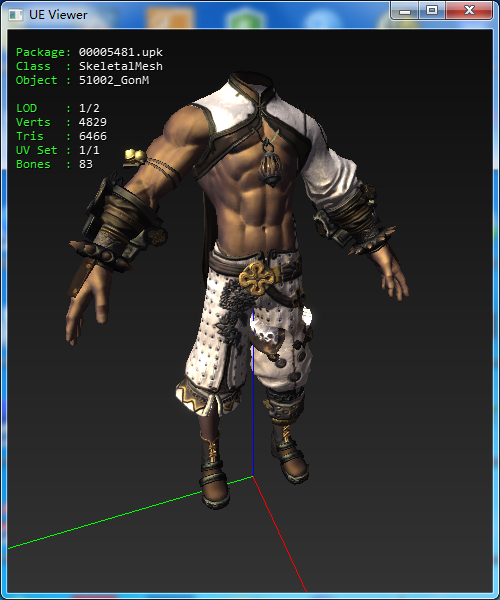 UE Viewer
Package: 00005481.upk
Class : SkeletalMesh
Object : 51002_GonM
LOD : 1/2
Verts : 4829
Tris : 6466
UV Set : 1/1
Bones : 83